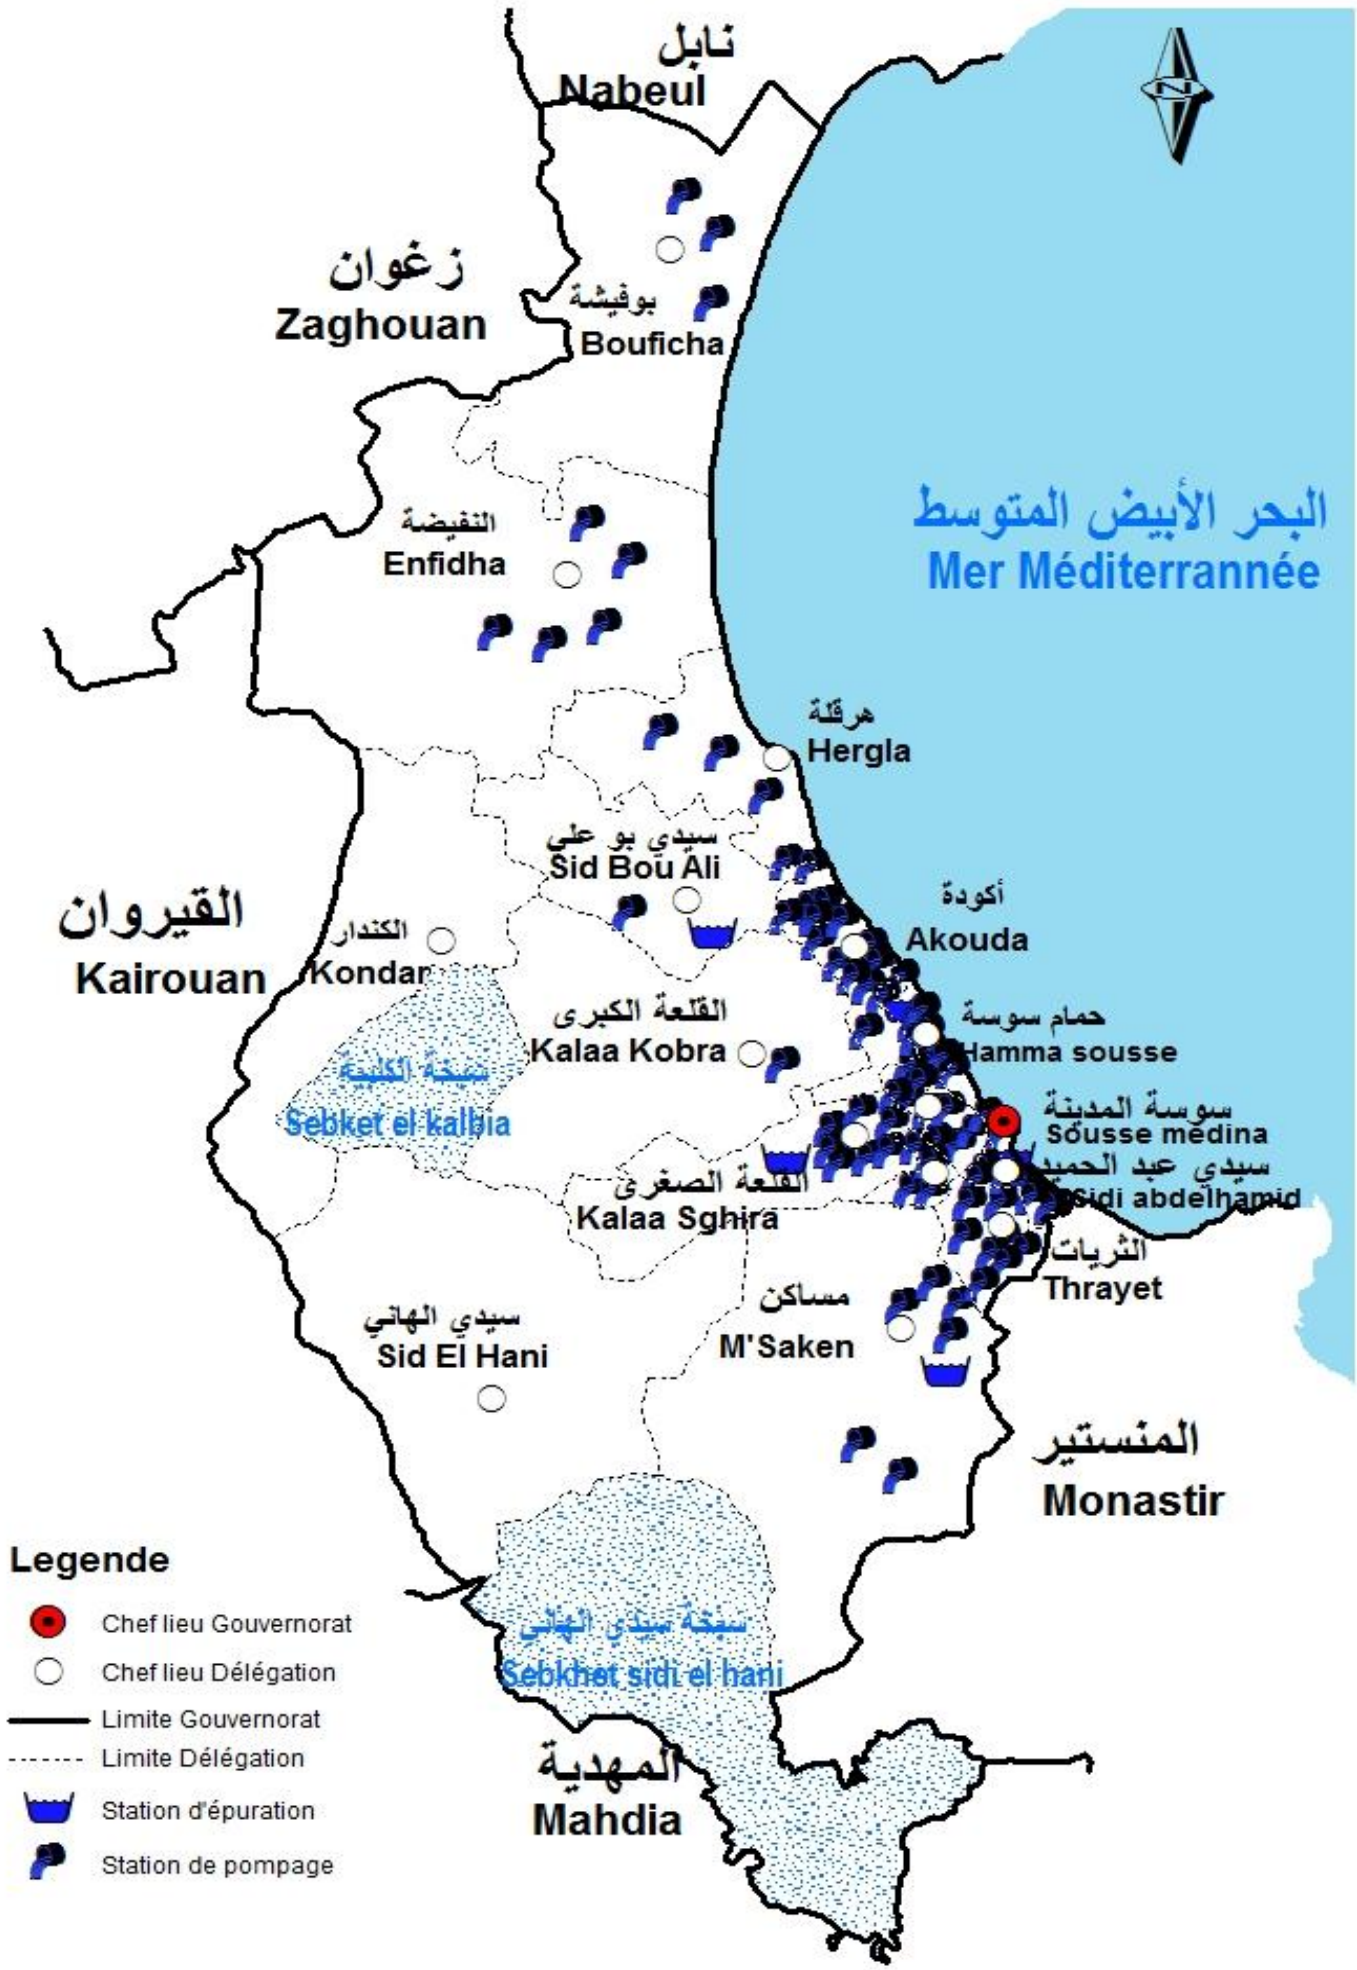 نابل
Nabeul
N
زغوان
Zaghouan
بوفيشة
Bouficha
النفيضة
Enfidha
البحر الأبيض المتوسط
Mer Méditerrannée
هرقلة
Hergla
سيدي بو علي
Sid Bou Ali
أكودة
Akouda
القيروان
Kairouan
الكندار
Kondar
القلعة الكبرى
Kalaa Kobra
حمام سوسة
Hamma sousse
سبخة الكلبية
Sebket el kalbia
سوسة المدينة
Sousse médina
سيدي عبد الحميد
Sidi abdelhamid
القلعة الصغرى
Kalaa Sghira
الثريات
Thrayet
مساكن
M'Saken
سيدي الهاني
Sid El Hani
المنستير
Monastir
سبخة سيدي الهاني
Sebkhet sidi el hani
المهدية
Mahdia
Legende
Chef lieu Gouvernorat
Chef lieu Délégation
Limite Gouvernorat
Limite Délégation
Station d'épuration
Station de pompage